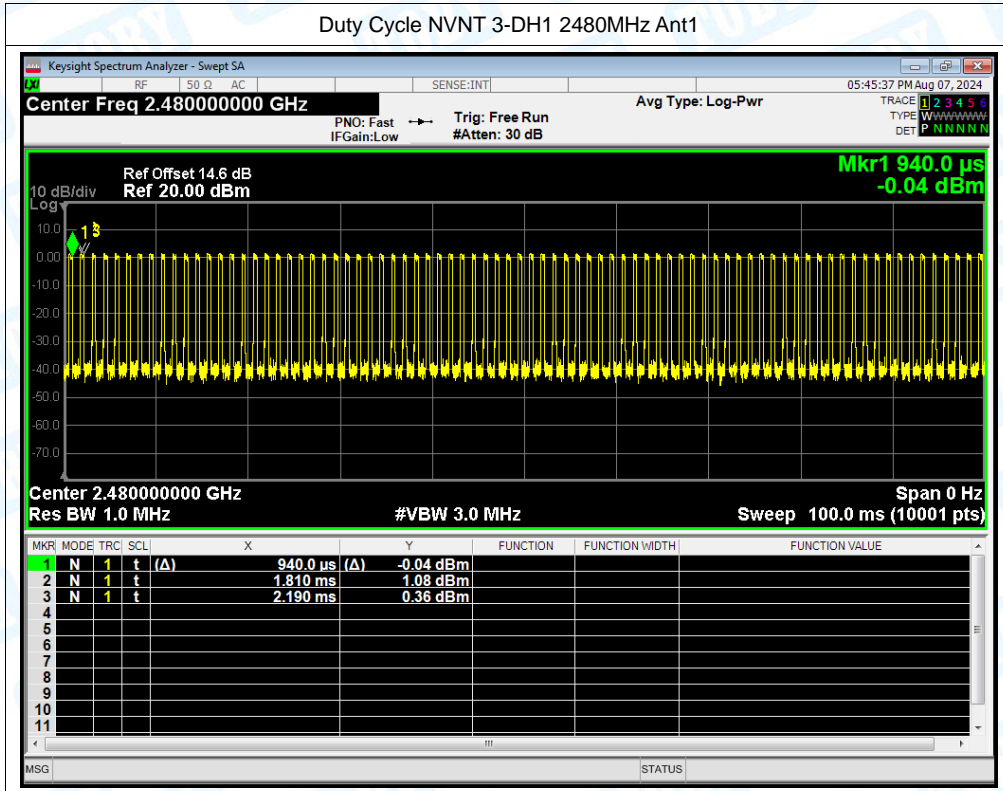 Duty Cycle NVNT 3-DH1 2480MHz Ant1
Keysight Spectrum Analyzer - Swept SA
LXI RF 50 Ω AC SENSE:INT 05:45:37 PM Aug 07, 2024
Center Freq 2.480000000 GHz Avg Type: Log-Pwr TRACE 1 2 3 4 5 6
PNO: Fast Trig: Free Run TYPE WWWWWW
IFGain:Low #Atten: 30 dB DET P N N N N N
Mkr1 940.0 µs
Ref Offset 14.6 dB -0.04 dBm
10 dB/div Ref 20.00 dBm
Log
10.0
1 3
0.00
-10.0
-20.0
-30.0
-40.0
-50.0
-60.0
-70.0
Center 2.480000000 GHz Span 0 Hz
Res BW 1.0 MHz #VBW 3.0 MHz Sweep 100.0 ms (10001 pts)
MKR MODE TRC SCL X Y FUNCTION FUNCTION WIDTH FUNCTION VALUE
1 N 1 t (Δ) 940.0 µs (Δ) -0.04 dBm
2 N 1 t 1.810 ms 1.08 dBm
3 N 1 t 2.190 ms 0.36 dBm
4
5
6
7
8
9
10
11
MSG STATUS